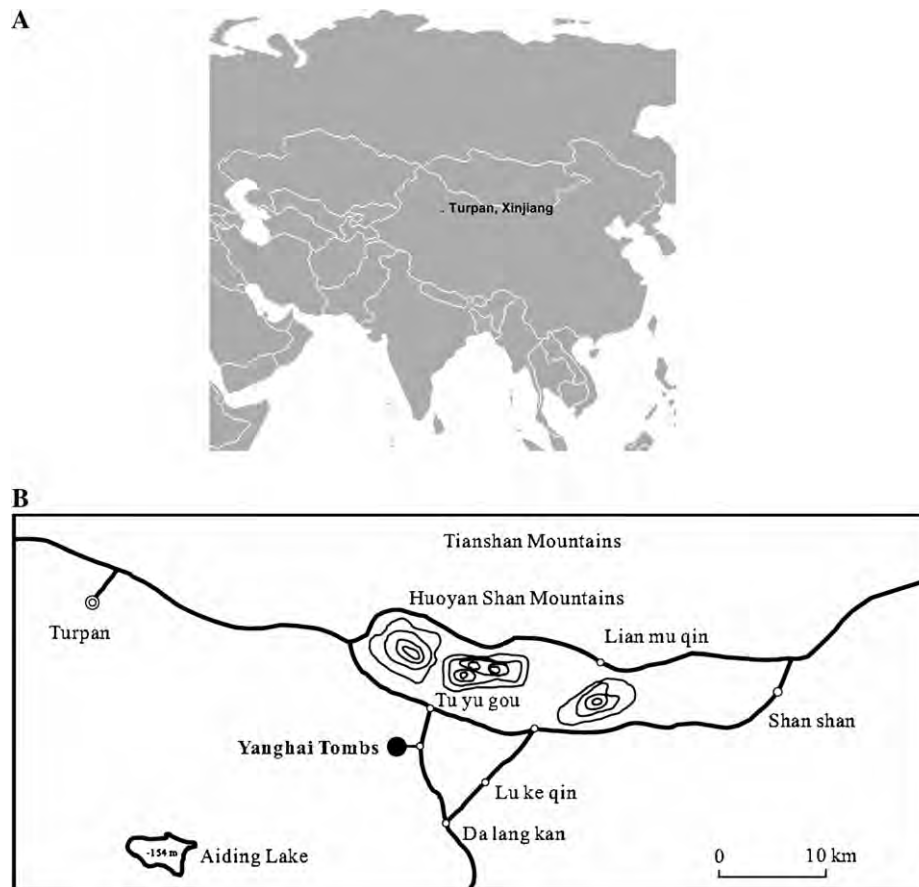 A
Turpan, Xinjiang
B
Tianshan Mountains
Huoyan Shan Mountains
Turpan
Lian mu qin
Tu yu gou
Shan shan
Yanghai Tombs
Lu ke qin
Da lang kan
-154 m
Aiding Lake
0 10 km